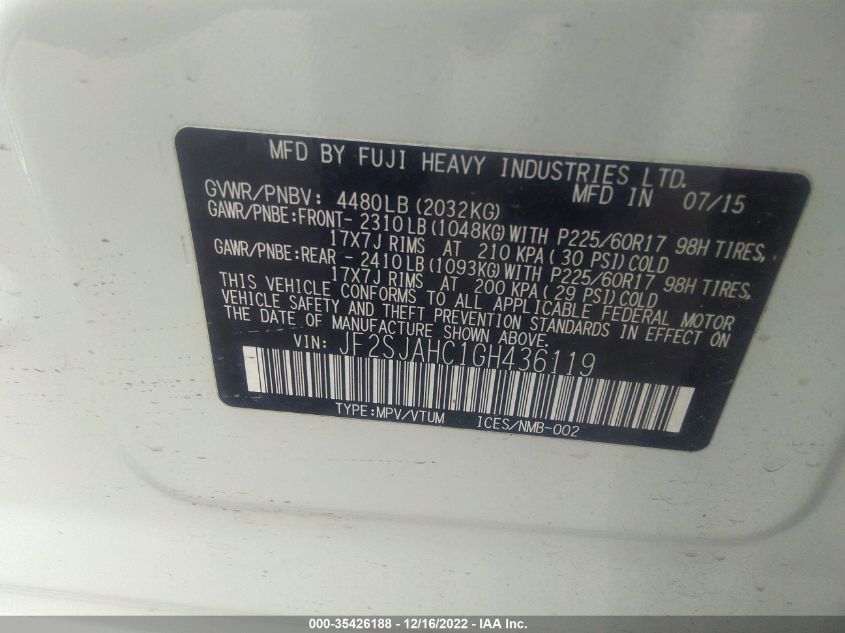 MFD BY FUJI HEAVY INDUSTRIES LTD.
MFD IN 07/15
GVWR/PNBV: 4480LB(2032KG)
GAWR/PNBE:FRONT- 2310LB(1048KG)WITH P225/60R17 98H TIRES,
17X7J RIMS AT 210 KPA( 30 PSI)COLD
GAWR/PNBE:REAR - 2410LB(1093KG)WITH P225/60R17 98H TIRES,
17X7J RIMS AT 200 KPA( 29 PSI)COLD
THIS VEHICLE CONFORMS TO ALL APPLICABLE FEDERAL MOTOR
VEHICLE SAFETY AND THEFT PREVENTION STANDARDS IN EFFECT ON
THE DATE OF MANUFACTURE SHOWN ABOVE.
VIN: JF2SJAHC1GH436119
TYPE:MPV/VTUM ICES/NMB-002
000-35426188 - 12/16/2022 - IAA Inc.